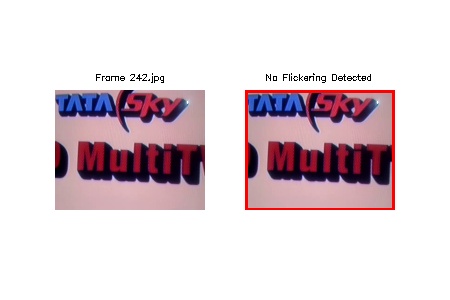 Frame 242.jpg
No Flickering Detected
TATA Sky
MultiT
TATA Sky
MultiT